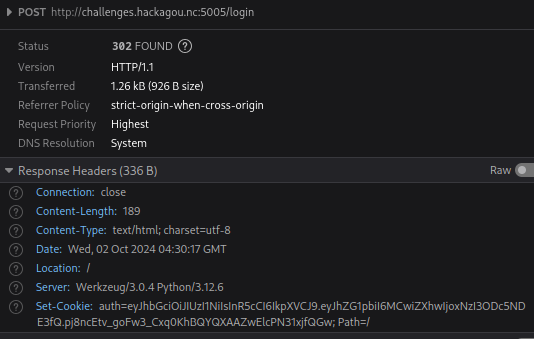 POST http://challenges.hackagou.nc:5005/login
Status 302 FOUND ?
Version HTTP/1.1
Transferred 1.26 kB (926 B size)
Referrer Policy strict-origin-when-cross-origin
Request Priority Highest
DNS Resolution System
Response Headers (336 B) Raw
? Connection: close
? Content-Length: 189
? Content-Type: text/html; charset=utf-8
? Date: Wed, 02 Oct 2024 04:30:17 GMT
? Location: /
? Server: Werkzeug/3.0.4 Python/3.12.6
? Set-Cookie: auth=eyJhbGciOiJIUzI1NiIsInR5cCI6IkpXVCJ9.eyJhZG1pbiI6MCwiZXhwIjoxNzI3ODc5ND
E3fQ.pj8ncEtv_goFw3_Cxq0KhBQYQXAAZwElcPN31xjfQGw; Path=/